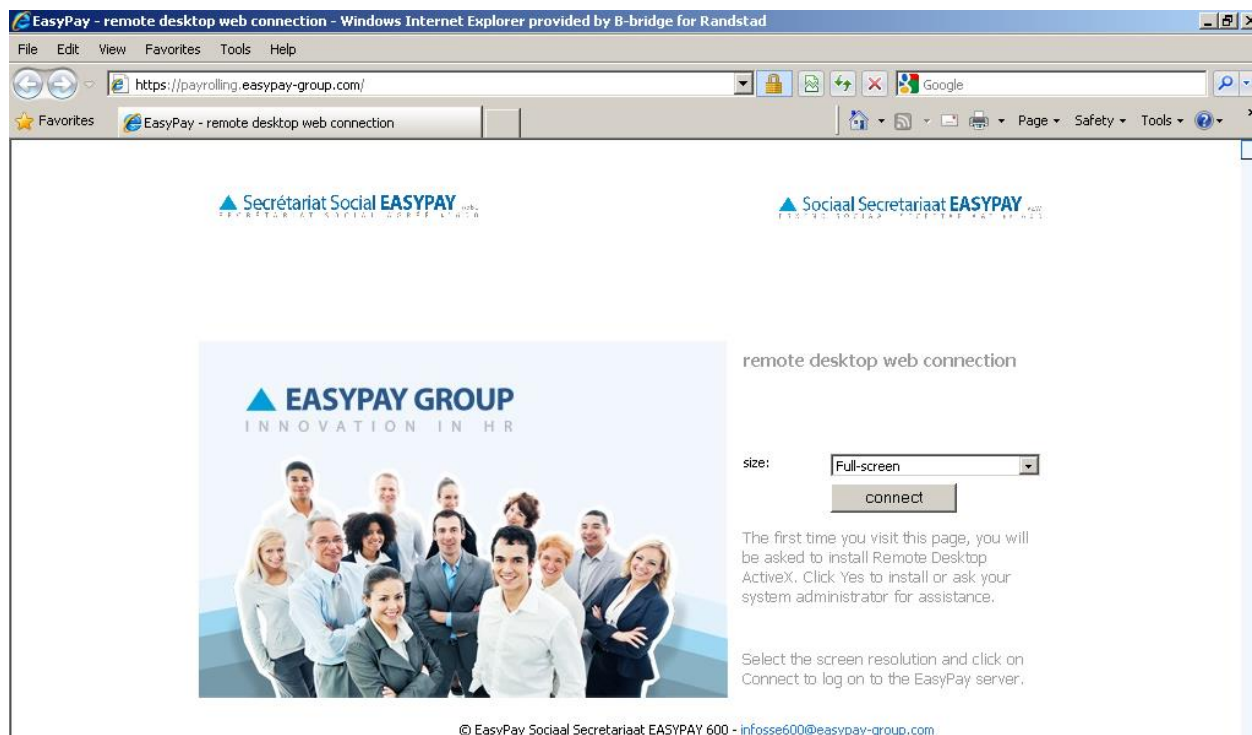 EasyPay - remote desktop web connection - Windows Internet Explorer provided by B-bridge for Randstad
File Edit View Favorites Tools Help
https://payrolling.easypay-group.com/
Google
Favorites
EasyPay - remote desktop web connection
Page
Safety
Tools
Secrétariat Social EASYPAY
Sociaal Secretariaat EASYPAY
EASYPAY GROUP
INNOVATION IN HR
remote desktop web connection
size: Full-screen
connect
The first time you visit this page, you will
be asked to install Remote Desktop
ActiveX. Click Yes to install or ask your
system administrator for assistance.
Select the screen resolution and click on
Connect to log on to the EasyPay server.
© EasyPay Sociaal Secretariaat EASYPAY 600 - infosse600@easypay-group.com